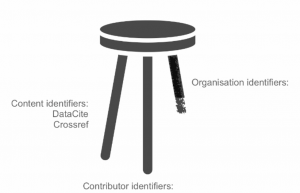 Organisation identifiers:
Content identifiers:
DataCite
Crossref
Contributor identifiers: